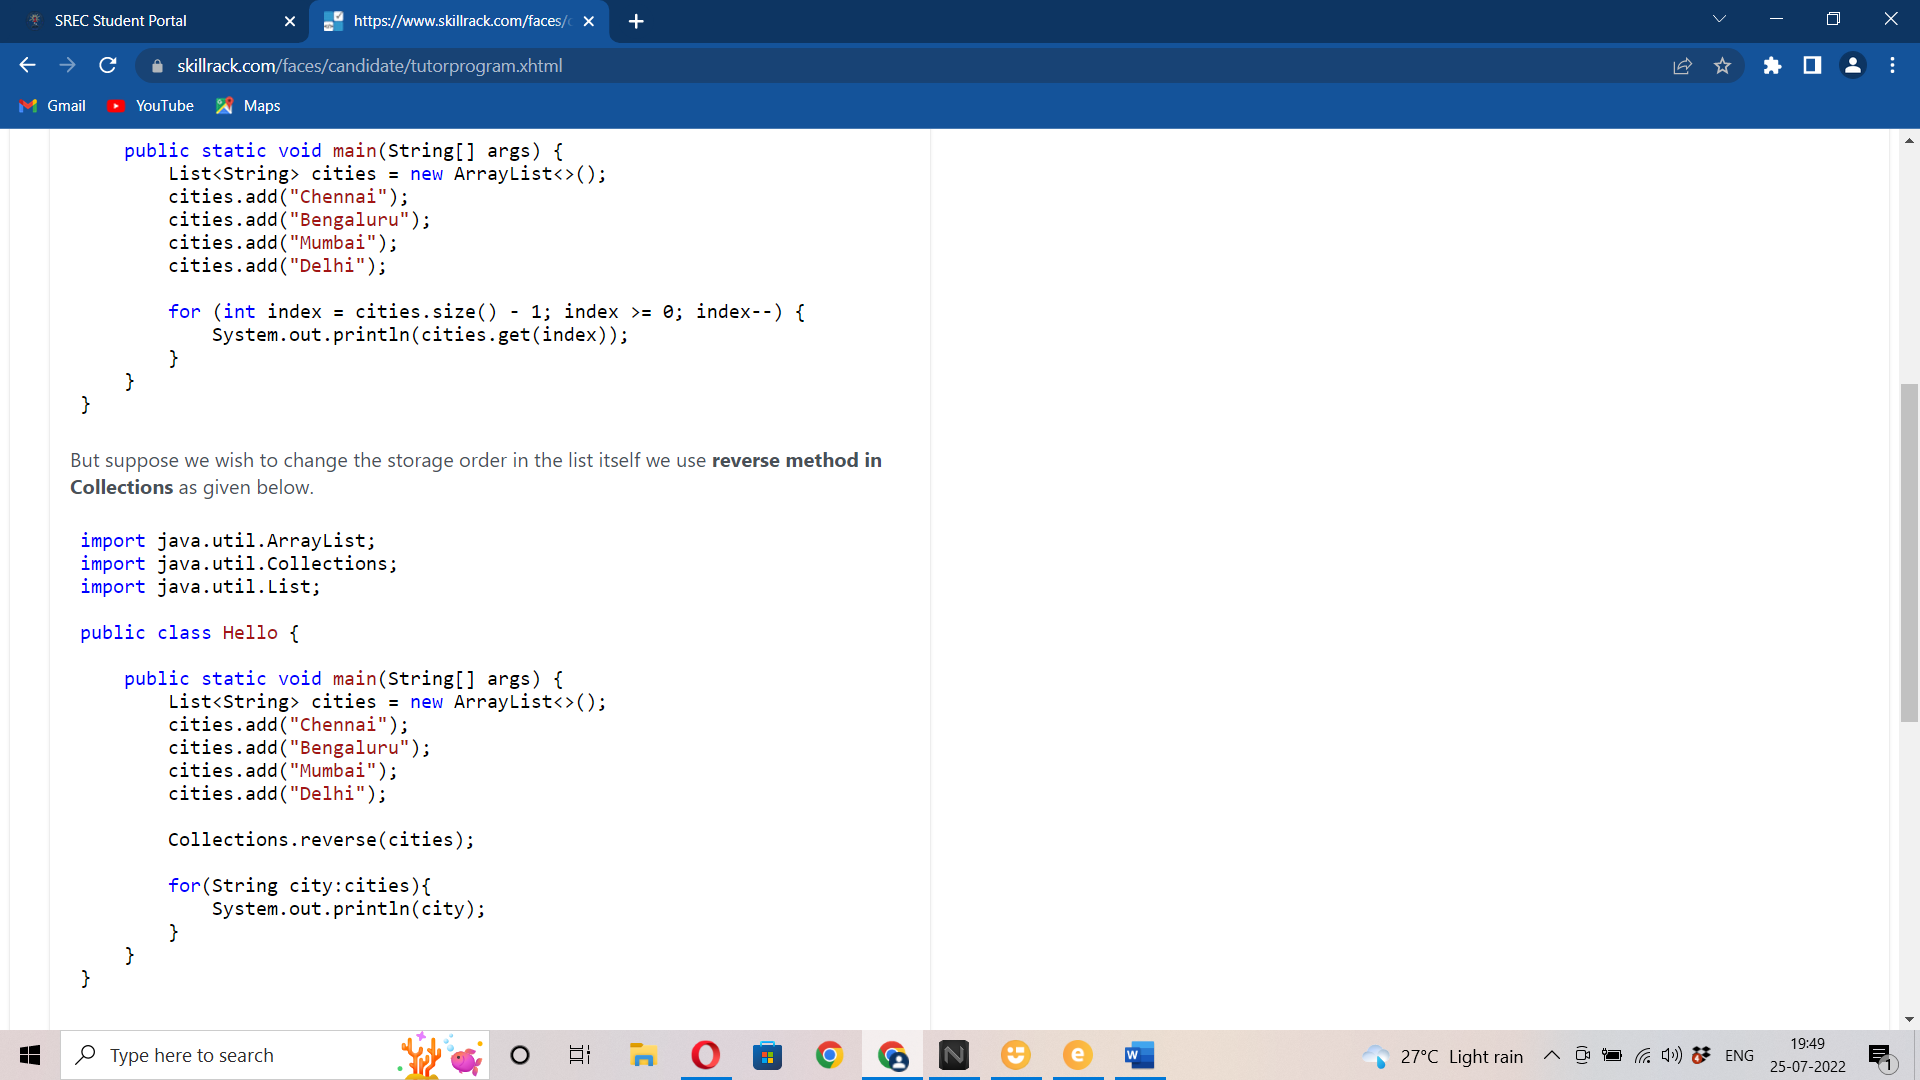 SREC Student Portal
https://www.skillrack.com/faces/
skillrack.com/faces/candidate/tutorprogram.xhtml
Gmail YouTube Maps
public static void main(String[] args) {
List<String> cities = new ArrayList<>();
cities.add("Chennai");
cities.add("Bengaluru");
cities.add("Mumbai");
cities.add("Delhi");
for (int index = cities.size() - 1; index >= 0; index--) {
System.out.println(cities.get(index));
}
}
}
But suppose we wish to change the storage order in the list itself we use reverse method in
Collections as given below.
import java.util.ArrayList;
import java.util.Collections;
import java.util.List;
public class Hello {
public static void main(String[] args) {
List<String> cities = new ArrayList<>();
cities.add("Chennai");
cities.add("Bengaluru");
cities.add("Mumbai");
cities.add("Delhi");
Collections.reverse(cities);
for(String city:cities){
System.out.println(city);
}
}
}
Type here to search
27°C Light rain
ENG
19:49
25-07-2022
1